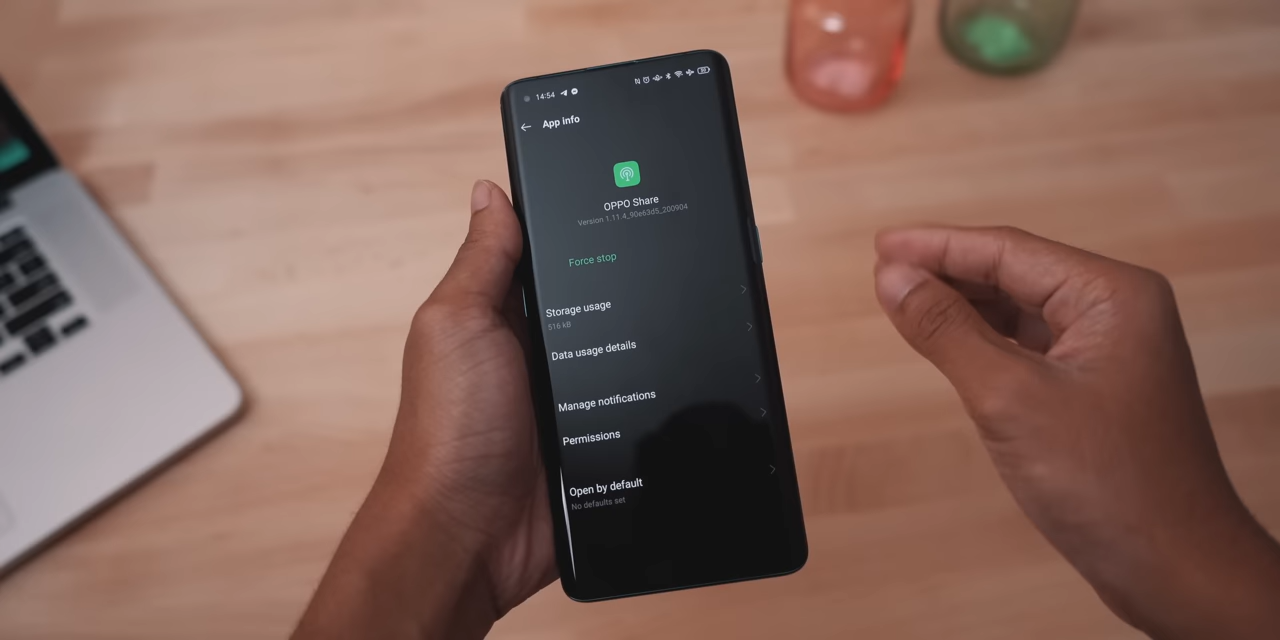 14:54
App info
OPPO Share
Version 1.11.4_90e63d5_200904
Force stop
Storage usage
516 kB
Data usage details
Manage notifications
Permissions
Open by default
No defaults set